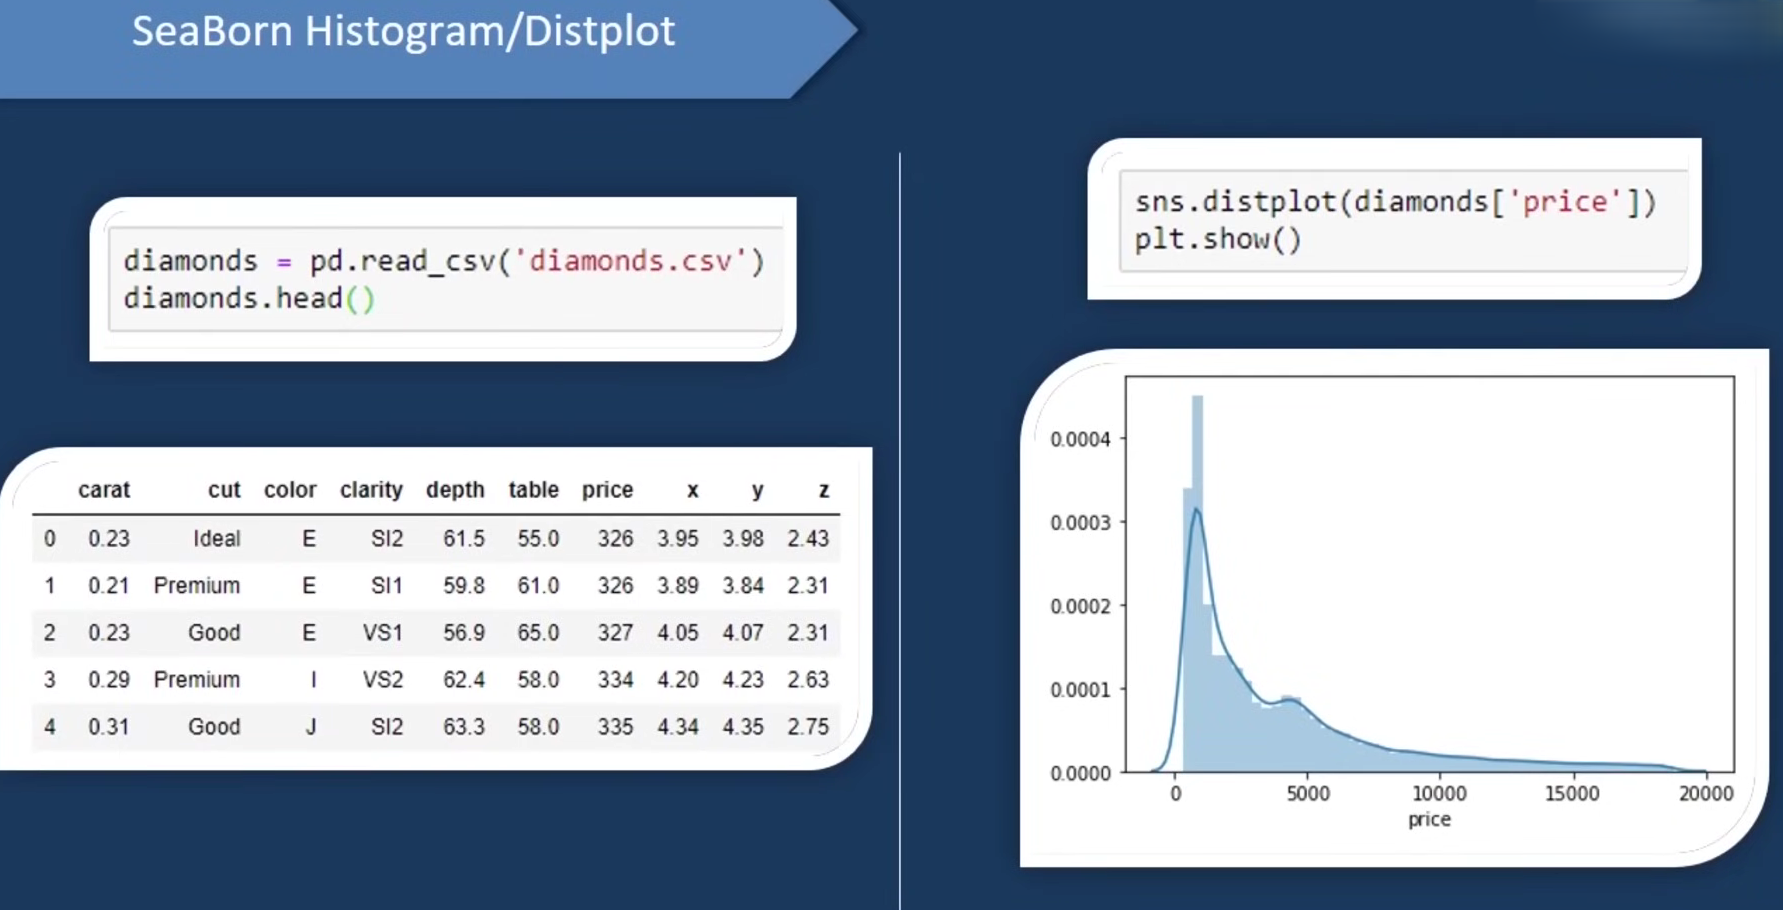 SeaBorn Histogram/Distplot
diamonds = pd.read_csv('diamonds.csv')
diamonds.head()
carat cut color clarity depth table price x y z
0 0.23 Ideal E SI2 61.5 55.0 326 3.95 3.98 2.43
1 0.21 Premium E SI1 59.8 61.0 326 3.89 3.84 2.31
2 0.23 Good E VS1 56.9 65.0 327 4.05 4.07 2.31
3 0.29 Premium I VS2 62.4 58.0 334 4.20 4.23 2.63
4 0.31 Good J SI2 63.3 58.0 335 4.34 4.35 2.75
sns.distplot(diamonds['price'])
plt.show()
0.0004
0.0003
0.0002
0.0001
0.0000
0 5000 10000 15000 20000
price